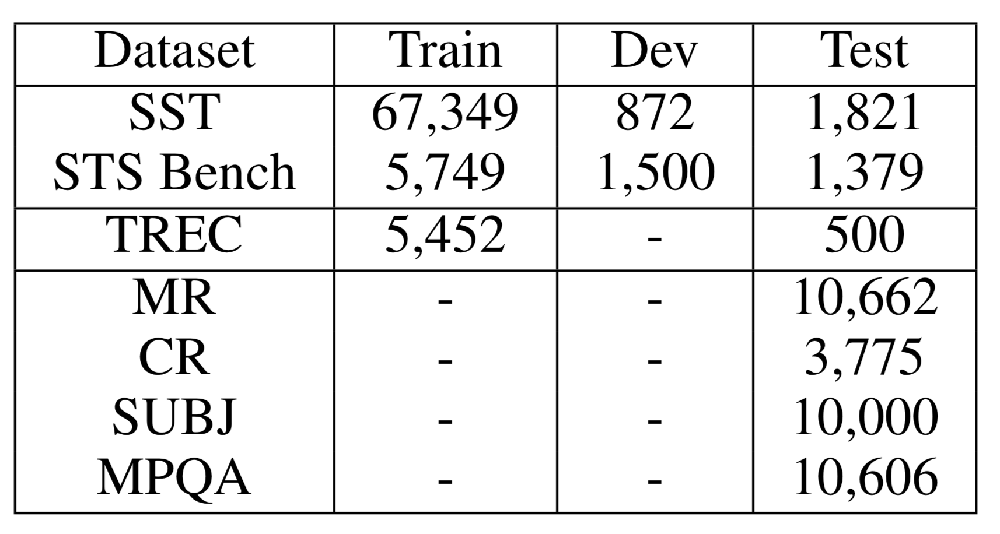 Dataset Train Dev Test
SST 67,349 872 1,821
STS Bench 5,749 1,500 1,379
TREC 5,452 - 500
MR - - 10,662
CR - - 3,775
SUBJ - - 10,000
MPQA - - 10,606